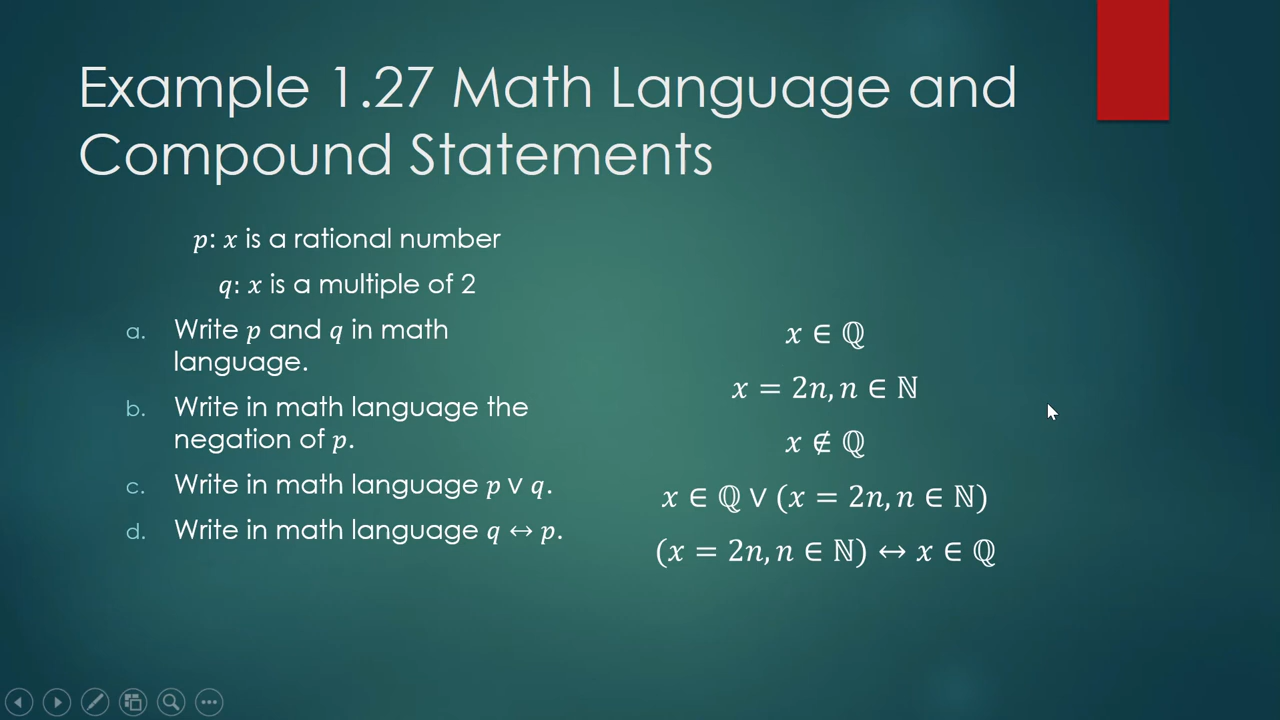 Example 1.27 Math Language and
Compound Statements
p: x is a rational number
q: x is a multiple of 2
a. Write p and q in math
language.
b. Write in math language the
negation of p.
c. Write in math language p ∨ q.
d. Write in math language q ↔ p.
x ∈ ℚ
x = 2n, n ∈ ℕ
x ∉ ℚ
x ∈ ℚ ∨ (x = 2n, n ∈ ℕ)
(x = 2n, n ∈ ℕ) ↔ x ∈ ℚ